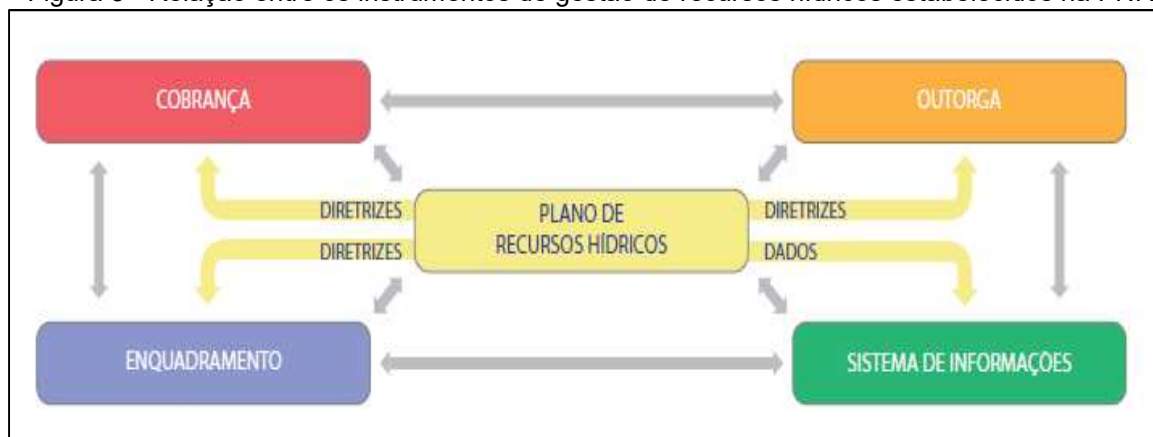 COBRANÇA
OUTORGA
DIRETRIZES
PLANO DE
RECURSOS HÍDRICOS
DIRETRIZES
DIRETRIZES
DADOS
ENQUADRAMENTO
SISTEMA DE INFORMAÇÕES